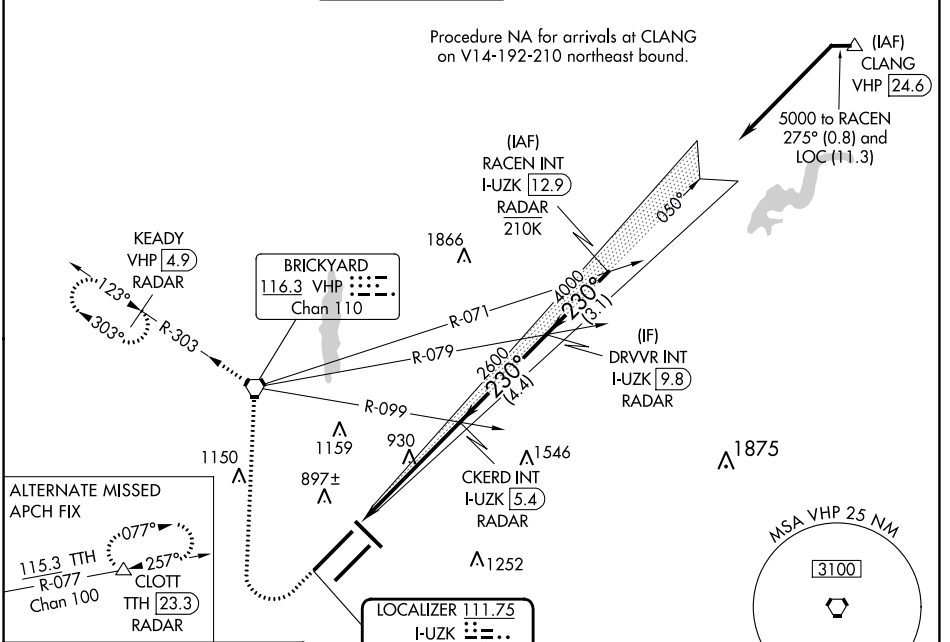 Procedure NA for arrivals at CLANG
on V14-192-210 northeast bound.
(IAF)
CLANG
VHP 24.6
5000 to RACEN
275° (0.8) and
LOC (11.3)
(IAF)
RACEN INT
I-UZK 12.9
RADAR
210K
050°
KEADY
VHP 4.9
RADAR
1866
BRICKYARD
116.3 VHP
Chan 110
123°
303°
R-303
R-071
4000
230°
(3.1)
R-079
(IF)
DRVVR INT
I-UZK 9.8
RADAR
2600
230°
(4.4)
R-099
1159
930
1546
1875
1150
897±
CKERD INT
I-UZK 5.4
RADAR
1252
ALTERNATE MISSED
APCH FIX
077°
257°
115.3 TTH
R-077
Chan 100
CLOTT
TTH 23.3
RADAR
MSA VHP 25 NM
3100
LOCALIZER 111.75
I-UZK